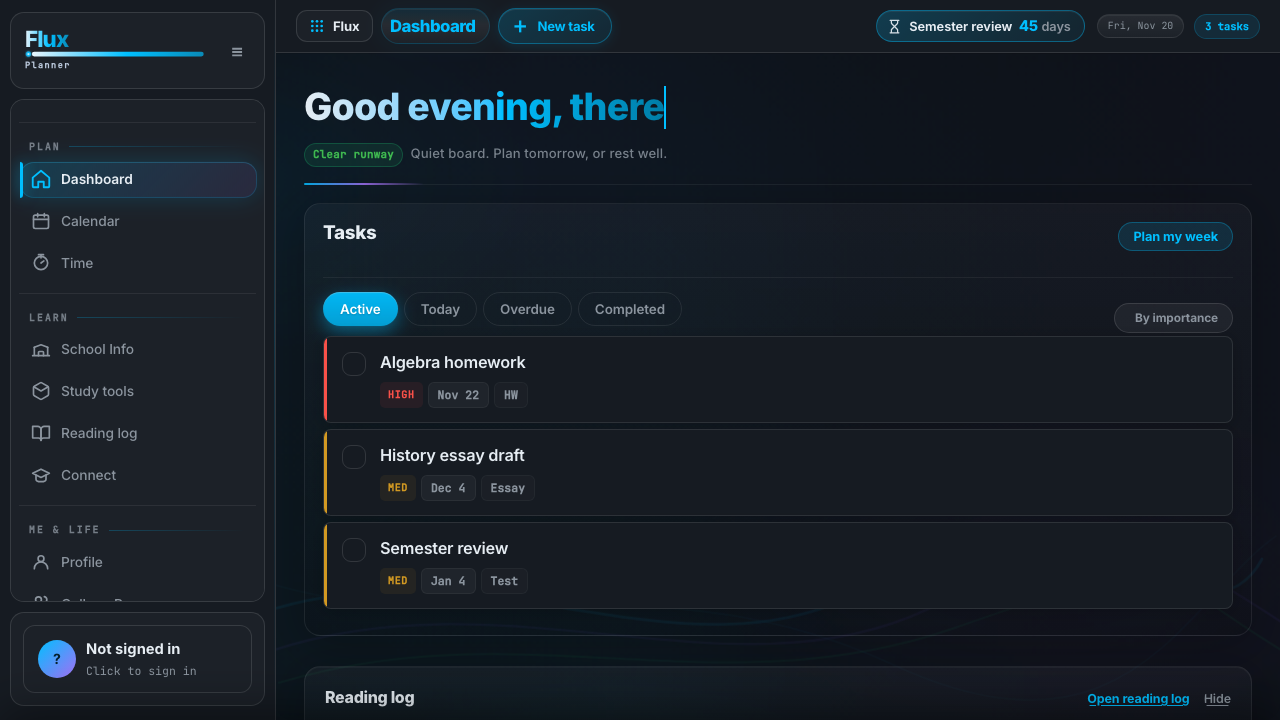 Flux
Planner
PLAN
Dashboard
Calendar
Time
LEARN
School Info
Study tools
Reading log
Connect
ME & LIFE
Profile
?
Not signed in
Click to sign in
Flux
Dashboard
New task
Semester review 45 days
Fri, Nov 20
3 tasks
Good evening, there
Clear runway
Quiet board. Plan tomorrow, or rest well.
Tasks
Plan my week
Active
Today
Overdue
Completed
By importance
Algebra homework
HIGH
Nov 22
HW
History essay draft
MED
Dec 4
Essay
Semester review
MED
Jan 4
Test
Reading log
Open reading log
Hide